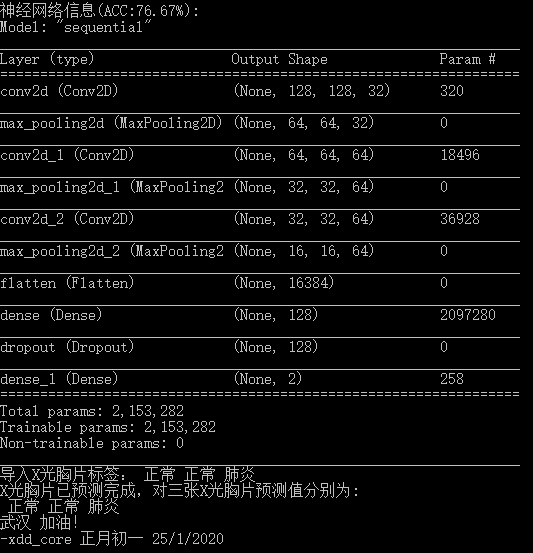 神经网络信息(ACC:76.67%):
Model: "sequential"
Layer (type) Output Shape Param #
conv2d (Conv2D) (None, 128, 128, 32) 320
max_pooling2d (MaxPooling2D) (None, 64, 64, 32) 0
conv2d_1 (Conv2D) (None, 64, 64, 64) 18496
max_pooling2d_1 (MaxPooling2 (None, 32, 32, 64) 0
conv2d_2 (Conv2D) (None, 32, 32, 64) 36928
max_pooling2d_2 (MaxPooling2 (None, 16, 16, 64) 0
flatten (Flatten) (None, 16384) 0
dense (Dense) (None, 128) 2097280
dropout (Dropout) (None, 128) 0
dense_1 (Dense) (None, 2) 258
Total params: 2,153,282
Trainable params: 2,153,282
Non-trainable params: 0
导入X光胸片标签： 正常 正常 肺炎
X光胸片已预测完成，对三张X光胸片预测值分别为:
正常 正常 肺炎
武汉 加油!
-xdd_core 正月初一 25/1/2020